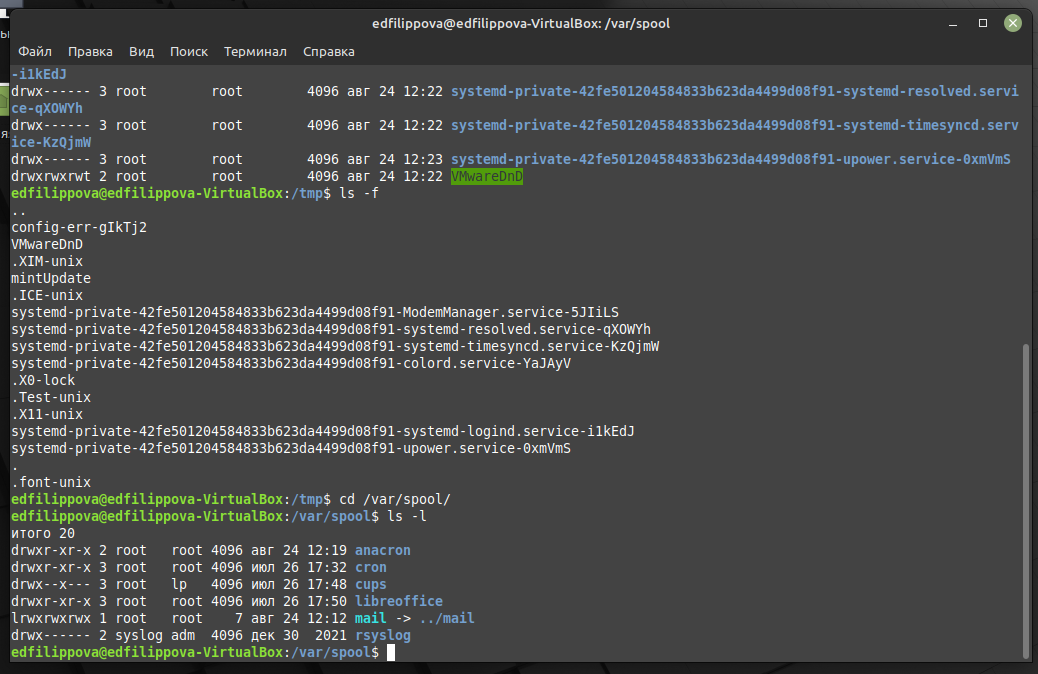 edfilippova@edfilippova-VirtualBox: /var/spool
Файл Правка Вид Поиск Терминал Справка
-i1kEdJ
drwx------ 3 root        root        4096 авг 24 12:22 systemd-private-42fe501204584833b623da4499d08f91-systemd-resolved.servi
ce-qXOWYh
drwx------ 3 root        root        4096 авг 24 12:22 systemd-private-42fe501204584833b623da4499d08f91-systemd-timesyncd.serv
ice-KzQjmW
drwx------ 3 root        root        4096 авг 24 12:23 systemd-private-42fe501204584833b623da4499d08f91-upower.service-0xmVmS
drwxrwxrwt 2 root        root        4096 авг 24 12:22 VMwareDnD
edfilippova@edfilippova-VirtualBox:/tmp$ ls -f
..
config-err-gIkTj2
VMwareDnD
.XIM-unix
mintUpdate
.ICE-unix
systemd-private-42fe501204584833b623da4499d08f91-ModemManager.service-5JIiLS
systemd-private-42fe501204584833b623da4499d08f91-systemd-resolved.service-qXOWYh
systemd-private-42fe501204584833b623da4499d08f91-systemd-timesyncd.service-KzQjmW
systemd-private-42fe501204584833b623da4499d08f91-colord.service-YaJAyV
.X0-lock
.Test-unix
.X11-unix
systemd-private-42fe501204584833b623da4499d08f91-systemd-logind.service-i1kEdJ
systemd-private-42fe501204584833b623da4499d08f91-upower.service-0xmVmS
.
.font-unix
edfilippova@edfilippova-VirtualBox:/tmp$ cd /var/spool/
edfilippova@edfilippova-VirtualBox:/var/spool$ ls -l
итого 20
drwxr-xr-x 2 root   root 4096 авг 24 12:19 anacron
drwxr-xr-x 3 root   root 4096 июл 26 17:32 cron
drwx--x--- 3 root   lp   4096 июл 26 17:48 cups
drwxr-xr-x 3 root   root 4096 июл 26 17:50 libreoffice
lrwxrwxrwx 1 root   root    7 авг 24 12:12 mail -> ../mail
drwx------ 2 syslog adm  4096 дек 30  2021 rsyslog
edfilippova@edfilippova-VirtualBox:/var/spool$